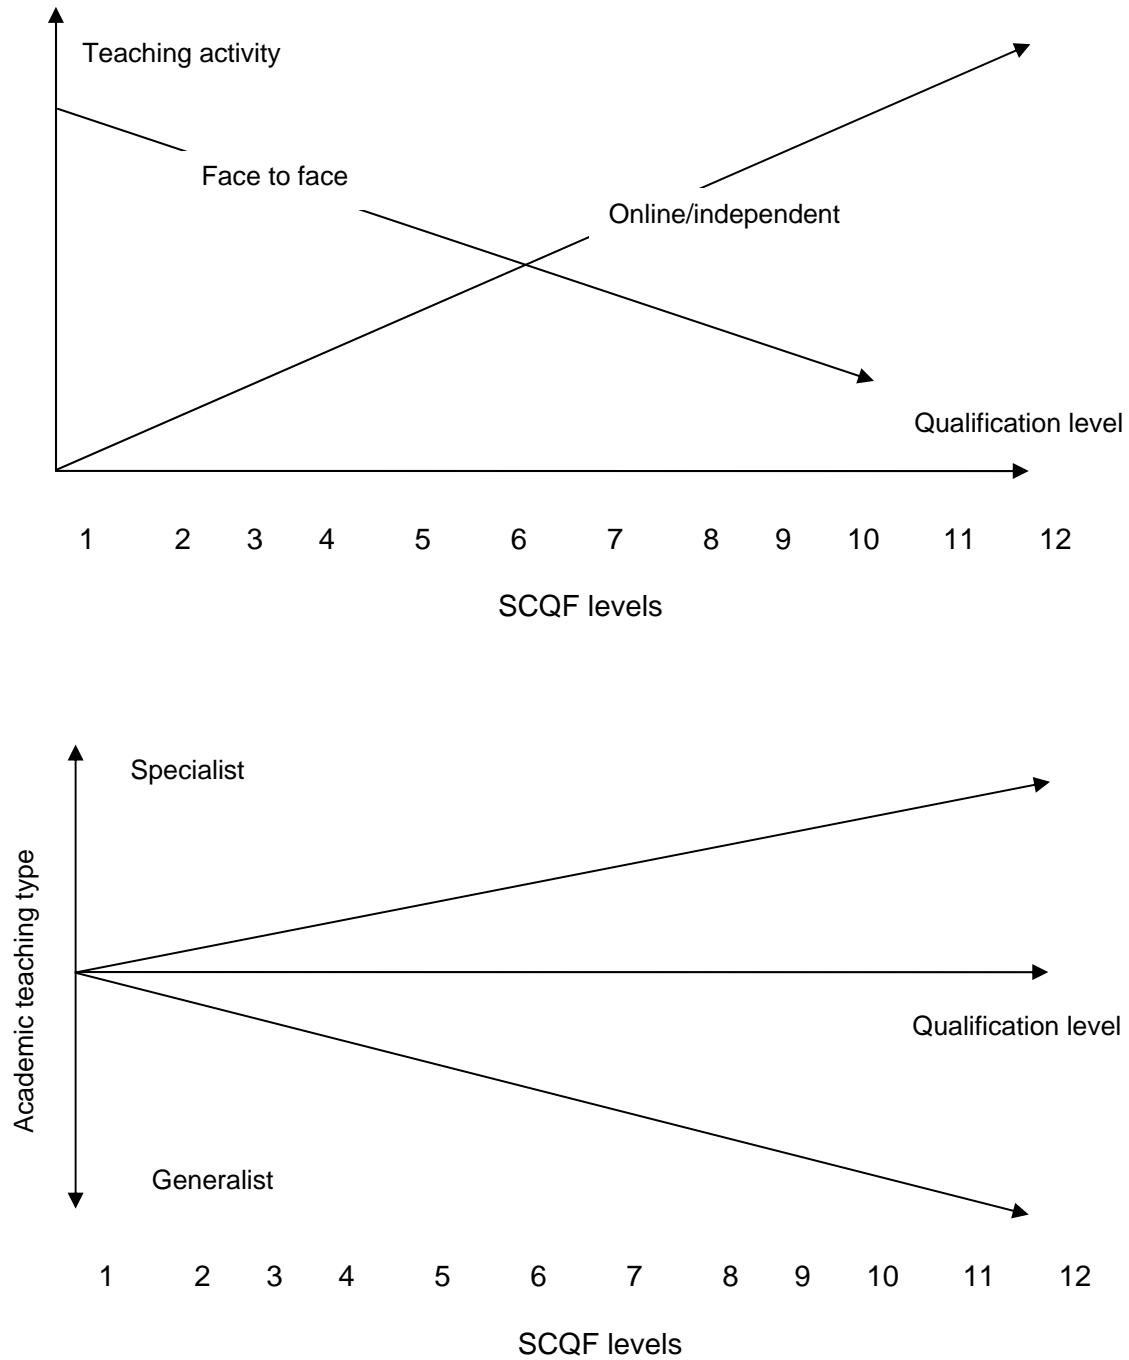 Teaching activity
Face to face
Online/independent
Qualification level
1 2 3 4 5 6 7 8 9 10 11 12
SCQF levels
Specialist
Academic teaching type
Qualification level
Generalist
1 2 3 4 5 6 7 8 9 10 11 12
SCQF levels